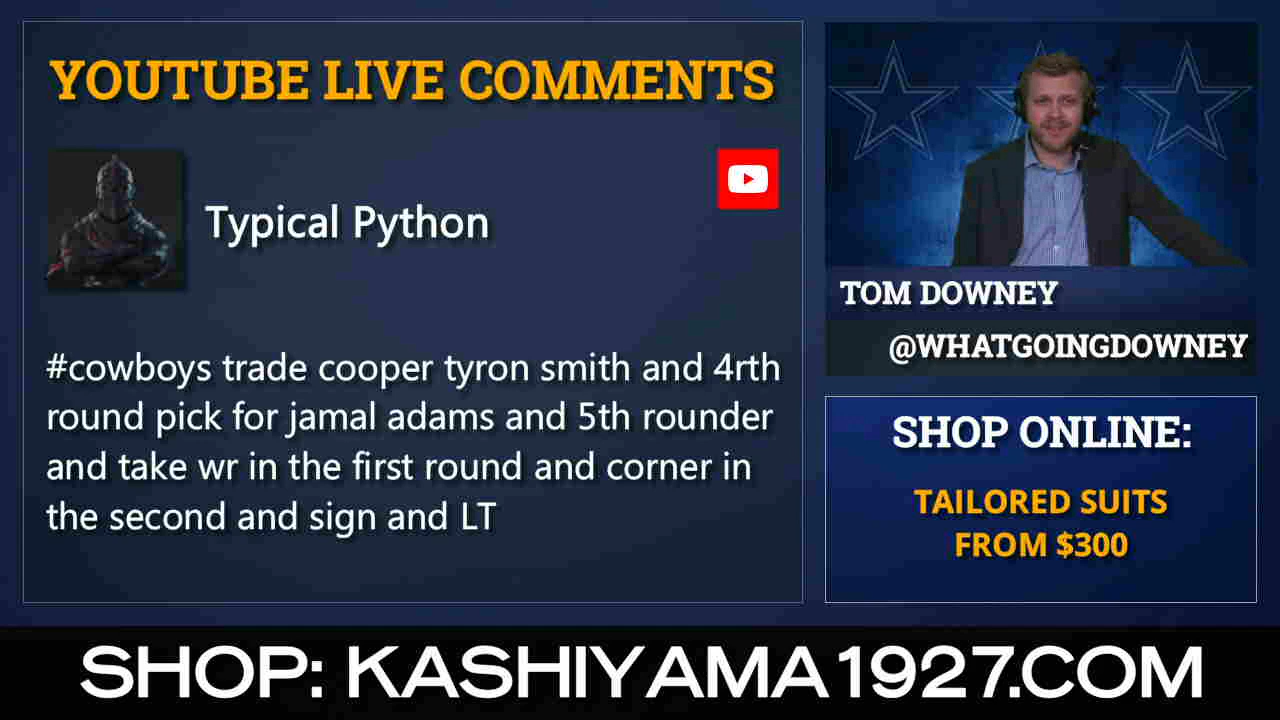 YOUTUBE LIVE COMMENTS
Typical Python
#cowboys trade cooper tyron smith and 4rth
round pick for jamal adams and 5th rounder
and take wr in the first round and corner in
the second and sign and LT
TOM DOWNEY
@WHATGOINGDOWNEY
SHOP ONLINE:
TAILORED SUITS
FROM $300
SHOP: KASHIYAMA1927.COM